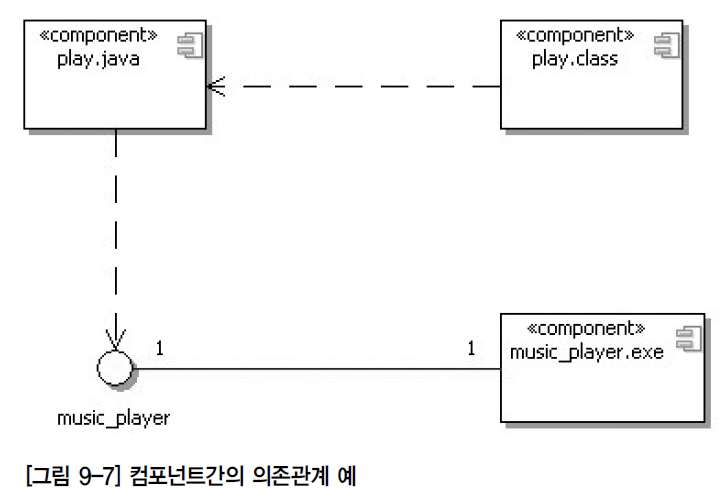 «component»
play.java
«component»
play.class
1
1
«component»
music_player.exe
music_player
[그림 9-7] 컴포넌트간의 의존관계 예